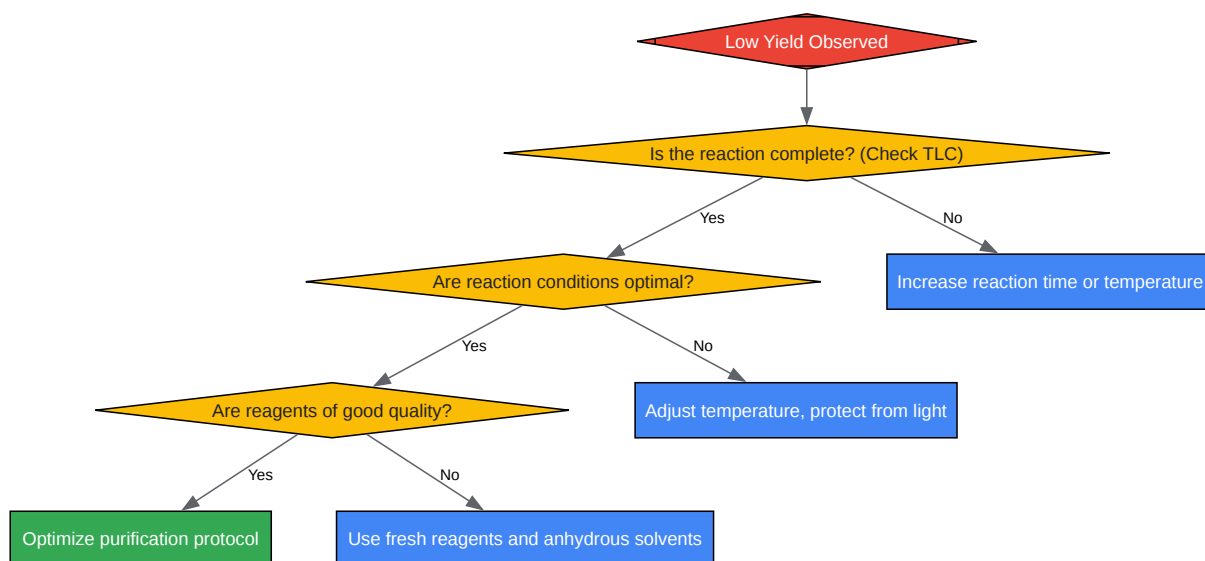 Low Yield Observed
Is the reaction complete? (Check TLC)
Yes
No
Are reaction conditions optimal?
Increase reaction time or temperature
Yes
No
Are reagents of good quality?
Adjust temperature, protect from light
Yes
No
Optimize purification protocol
Use fresh reagents and anhydrous solvents